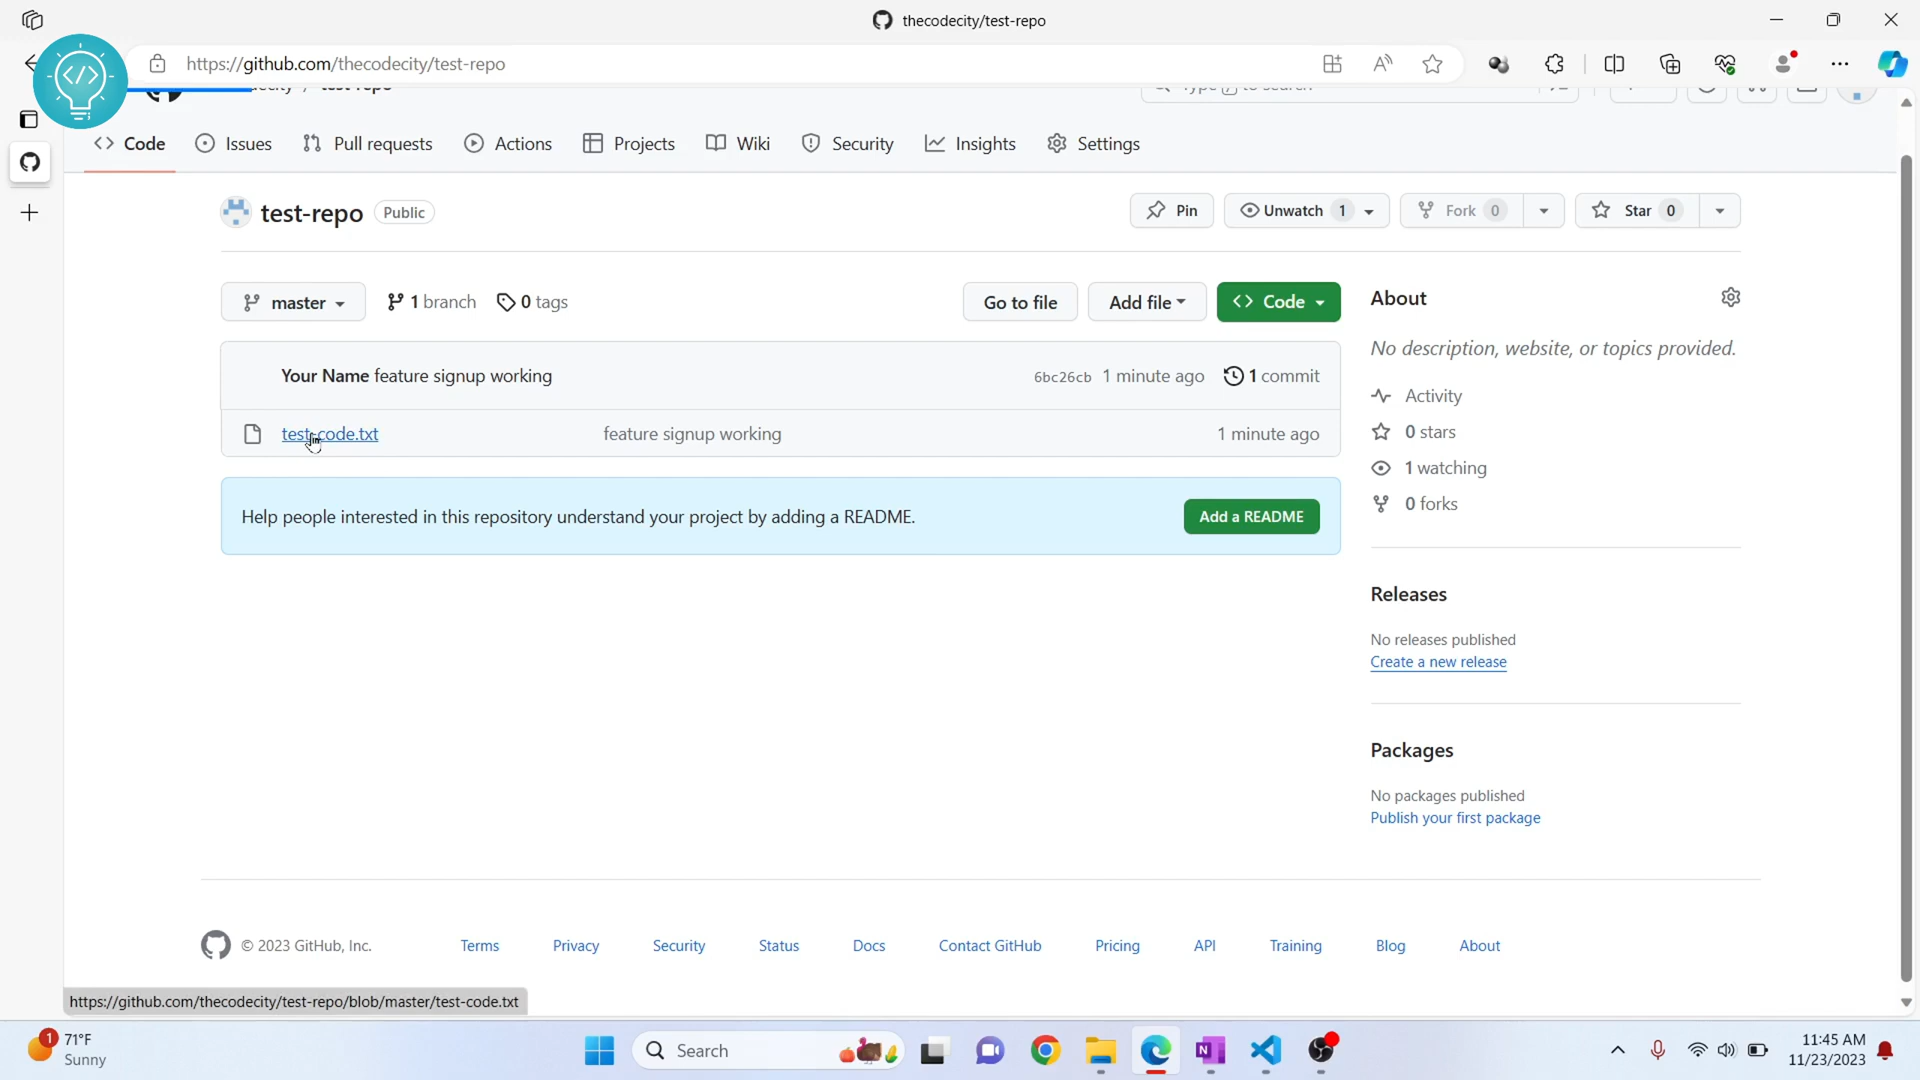 thecodecity/test-repo
https://github.com/thecodecity/test-repo
test-repo
Code Issues Pull requests Actions Projects Wiki Security Insights Settings
test-repo Public
Pin Unwatch 1 Fork 0 Star 0
master 1 branch 0 tags Go to file Add file Code
Your Name feature signup working 6bc26cb 1 minute ago 1 commit
test-code.txt feature signup working 1 minute ago
Help people interested in this repository understand your project by adding a README. Add a README
About
No description, website, or topics provided.
Activity
0 stars
1 watching
0 forks
Releases
No releases published
Create a new release
Packages
No packages published
Publish your first package
© 2023 GitHub, Inc. Terms Privacy Security Status Docs Contact GitHub Pricing API Training Blog About
https://github.com/thecodecity/test-repo/blob/master/test-code.txt
1 71°F
Sunny
Search
11:45 AM
11/23/2023